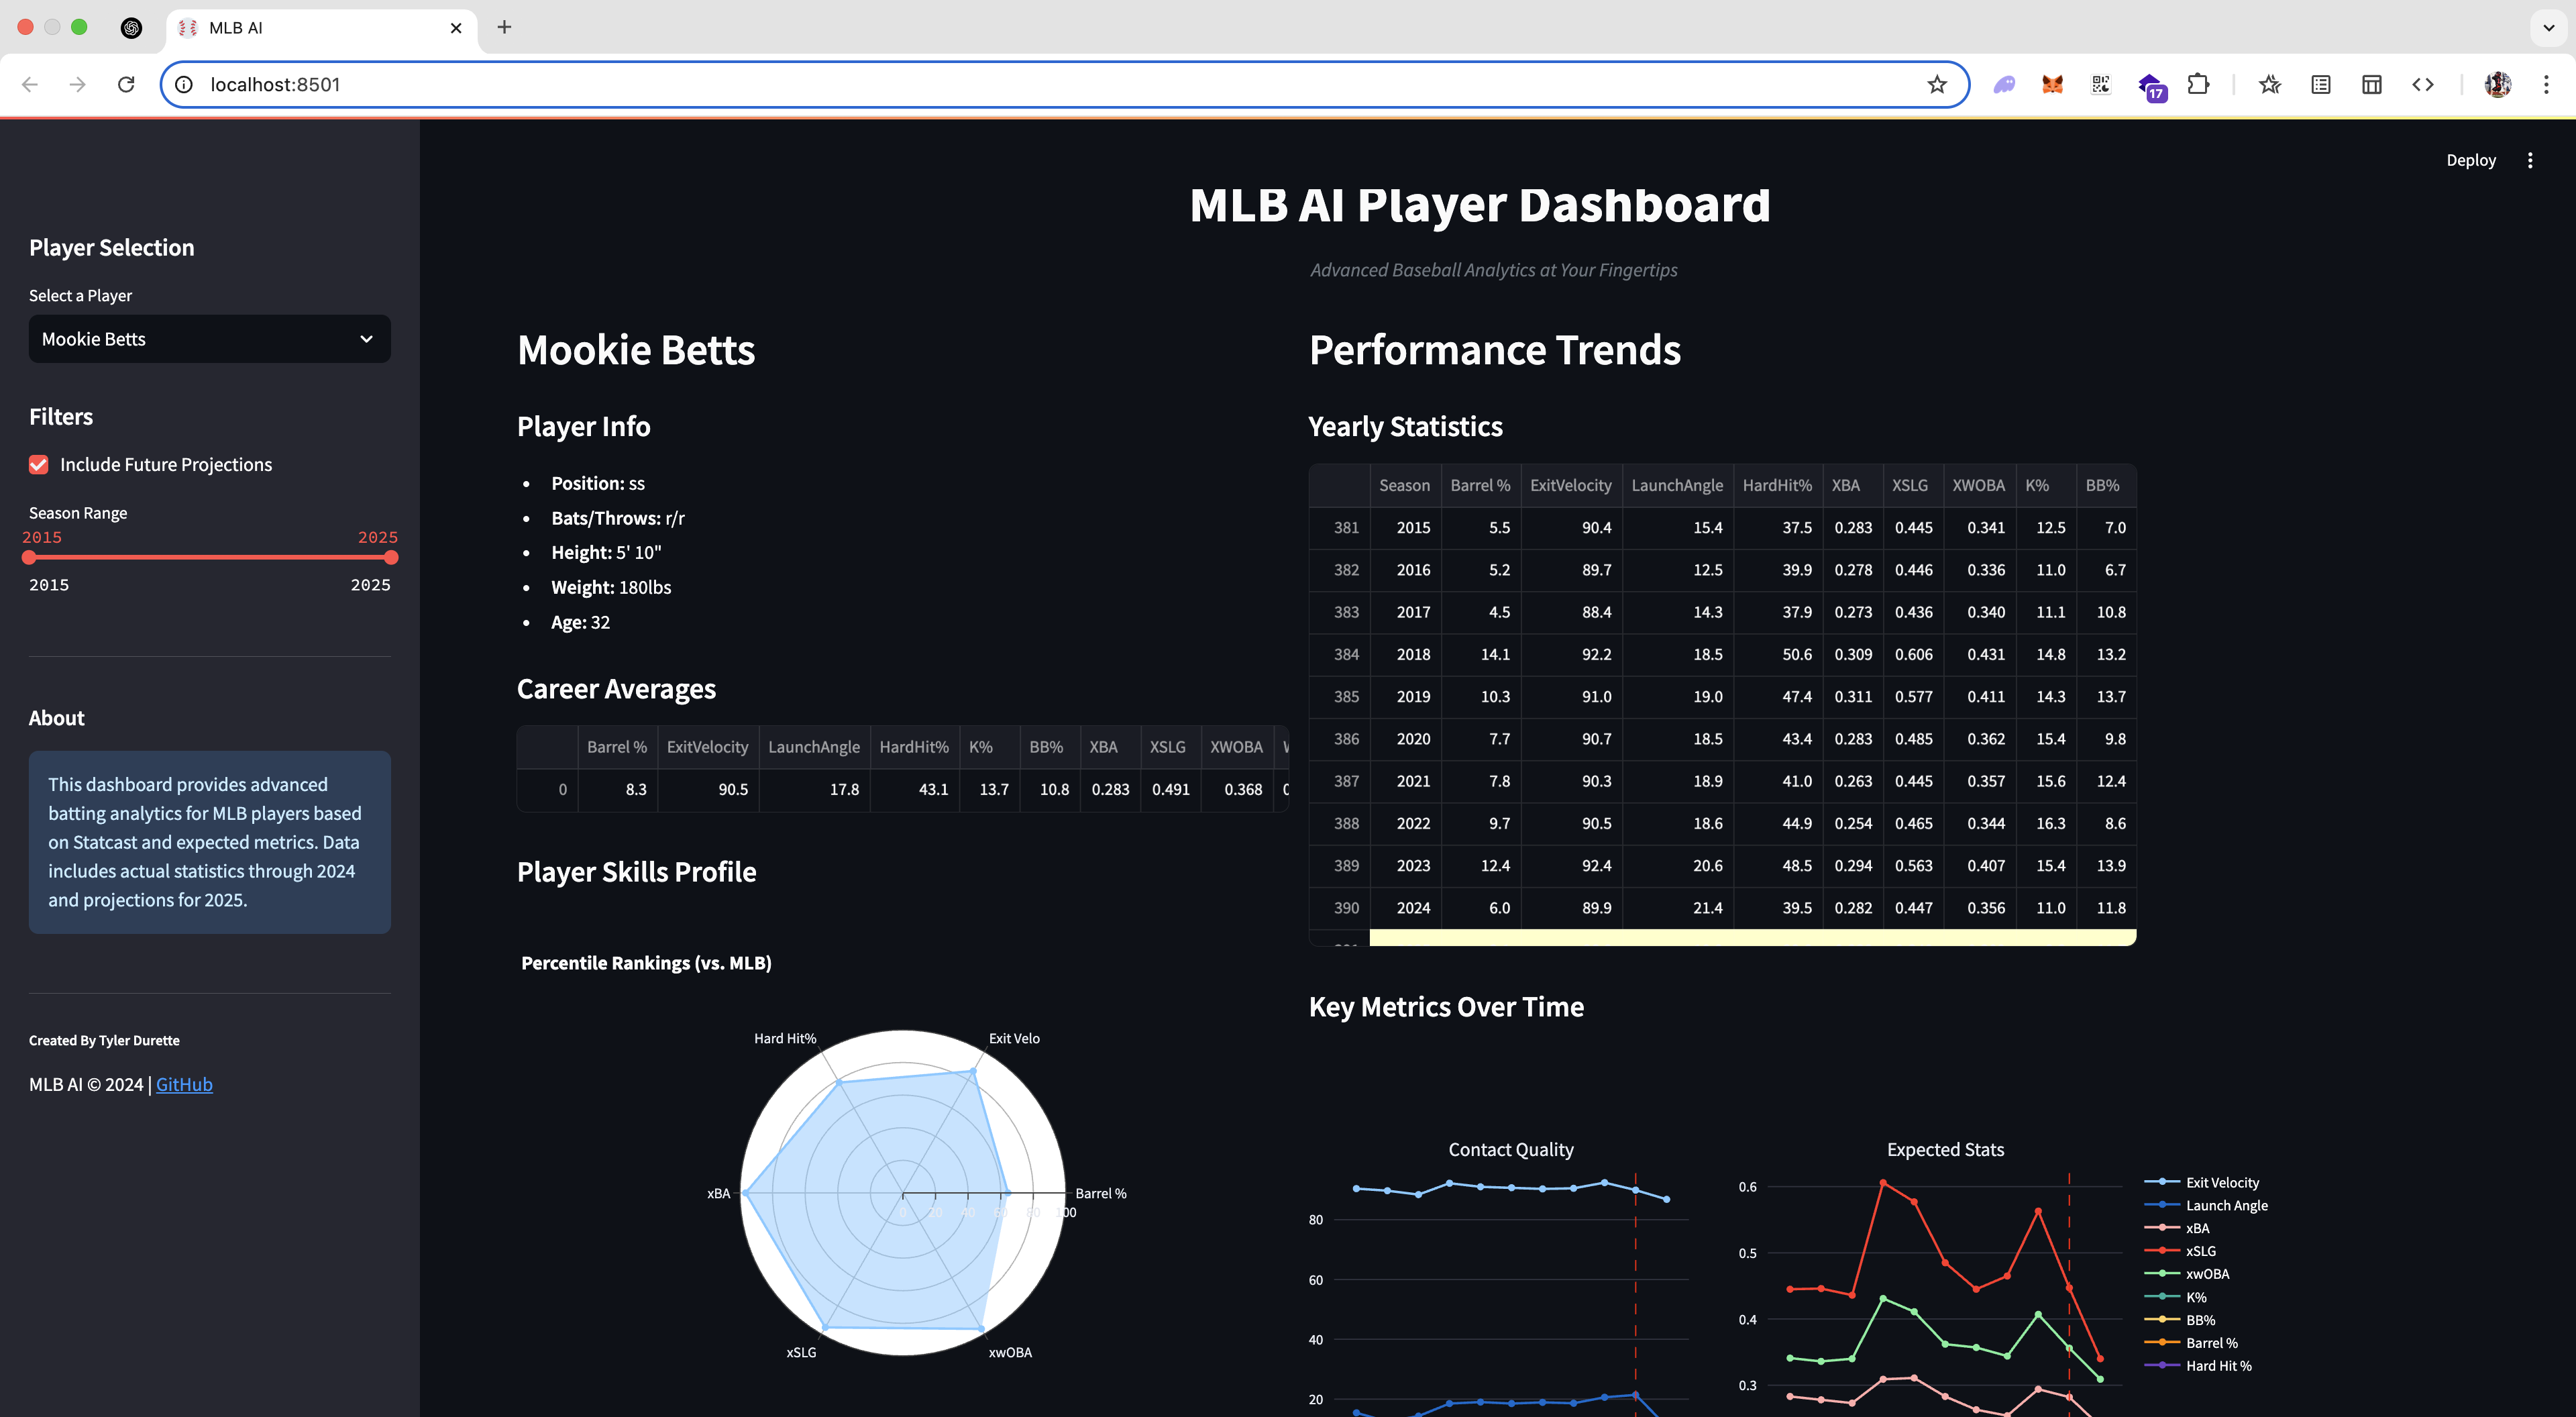 MLB AI
localhost:8501
17
Deploy
Player Selection
Select a Player
Mookie Betts
Filters
Include Future Projections
Season Range
2015 2025
2015 2025
About
This dashboard provides advanced
batting analytics for MLB players based
on Statcast and expected metrics. Data
includes actual statistics through 2024
and projections for 2025.
Created By Tyler Durette
MLB AI © 2024 | GitHub
MLB AI Player Dashboard
Advanced Baseball Analytics at Your Fingertips
Mookie Betts
Player Info
• Position: ss
• Bats/Throws: r/r
• Height: 5' 10"
• Weight: 180lbs
• Age: 32
Career Averages
Barrel % ExitVelocity LaunchAngle HardHit% K% BB% XBA XSLG XWOBA
0 8.3 90.5 17.8 43.1 13.7 10.8 0.283 0.491 0.368
Player Skills Profile
Percentile Rankings (vs. MLB)
Hard Hit% Exit Velo
xBA Barrel %
0 20 40 60 80 100
xSLG xwOBA
Performance Trends
Yearly Statistics
Season Barrel % ExitVelocity LaunchAngle HardHit% XBA XSLG XWOBA K% BB%
381 2015 5.5 90.4 15.4 37.5 0.283 0.445 0.341 12.5 7.0
382 2016 5.2 89.7 12.5 39.9 0.278 0.446 0.336 11.0 6.7
383 2017 4.5 88.4 14.3 37.9 0.273 0.436 0.340 11.1 10.8
384 2018 14.1 92.2 18.5 50.6 0.309 0.606 0.431 14.8 13.2
385 2019 10.3 91.0 19.0 47.4 0.311 0.577 0.411 14.3 13.7
386 2020 7.7 90.7 18.5 43.4 0.283 0.485 0.362 15.4 9.8
387 2021 7.8 90.3 18.9 41.0 0.263 0.445 0.357 15.6 12.4
388 2022 9.7 90.5 18.6 44.9 0.254 0.465 0.344 16.3 8.6
389 2023 12.4 92.4 20.6 48.5 0.294 0.563 0.407 15.4 13.9
390 2024 6.0 89.9 21.4 39.5 0.282 0.447 0.356 11.0 11.8
Key Metrics Over Time
Contact Quality
80
60
40
20
Expected Stats
0.6
0.5
0.4
0.3
Exit Velocity
Launch Angle
xBA
xSLG
xwOBA
K%
BB%
Barrel %
Hard Hit %